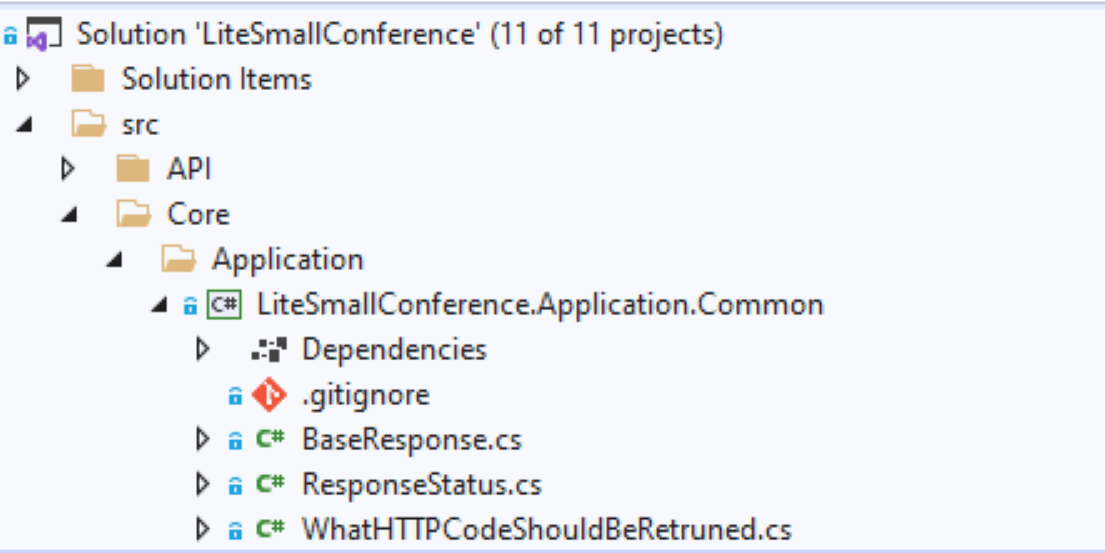 Solution 'LiteSmallConference' (11 of 11 projects)
Solution Items
src
API
Core
Application
C# LiteSmallConference.Application.Common
Dependencies
.gitignore
C# BaseResponse.cs
C# ResponseStatus.cs
C# WhatHTTPCodeShouldBeRetruned.cs